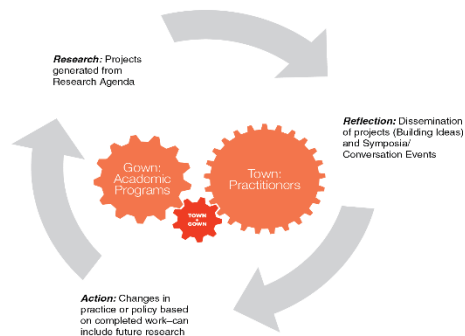 Research: Projects
generated from
Research Agenda
Reflection: Dissemination
of projects (Building Ideas)
and Symposia/
Conversation Events
Gown:
Academic
Programs
Town:
Practitioners
TOWN
+
GOWN
Action: Changes in
practice or policy based
on completed work–can
include future research